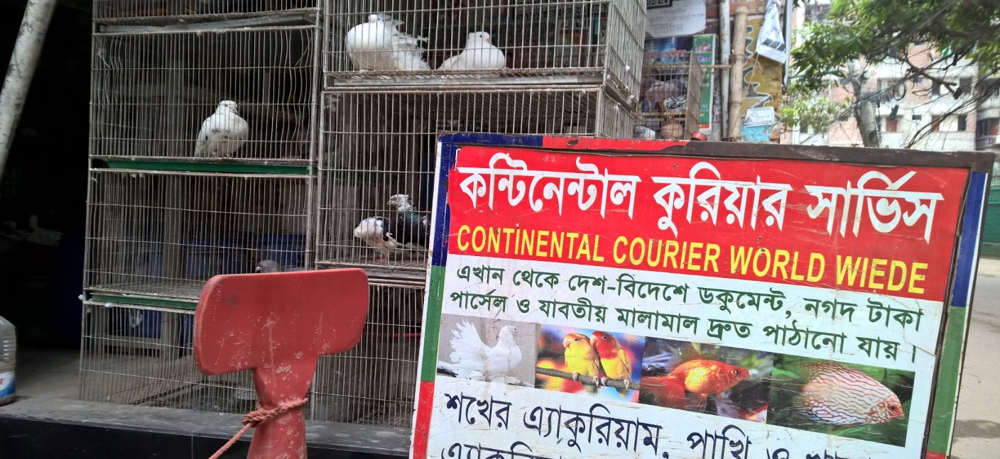 কন্টিনেন্টাল কুরিয়ার সার্ভিস
CONTINENTAL COURIER WORLD WIEDE
এখান থেকে দেশ-বিদেশে ডকুমেন্ট, নগদ টাকা
পার্সেল ও যাবতীয় মালামাল দ্রুত পাঠানো যায়।
শখের এ্যাকুরিয়াম, পাখি ও